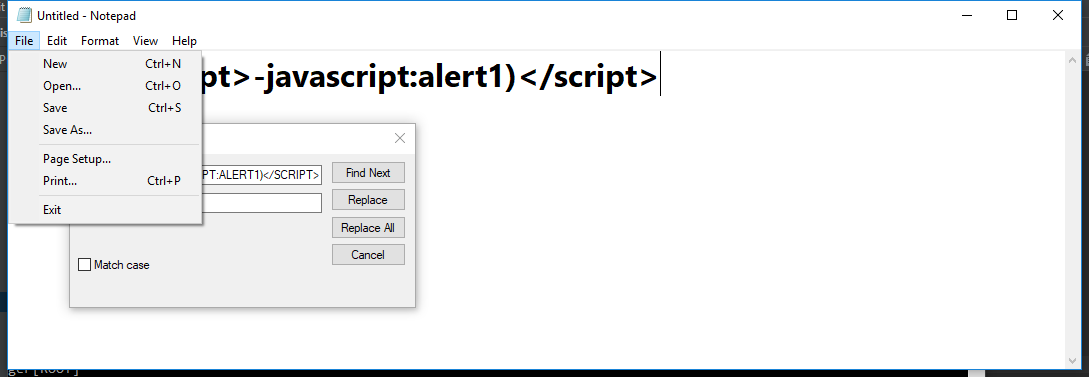 Untitled - Notepad
File Edit Format View Help
New Ctrl+N
Open... Ctrl+O
Save Ctrl+S
Save As...
Page Setup...
Print... Ctrl+P
Exit
pt>-javascript:alert1)</script>
PT:ALERT1)</SCRIPT>
Find Next
Replace
Replace All
Cancel
Match case